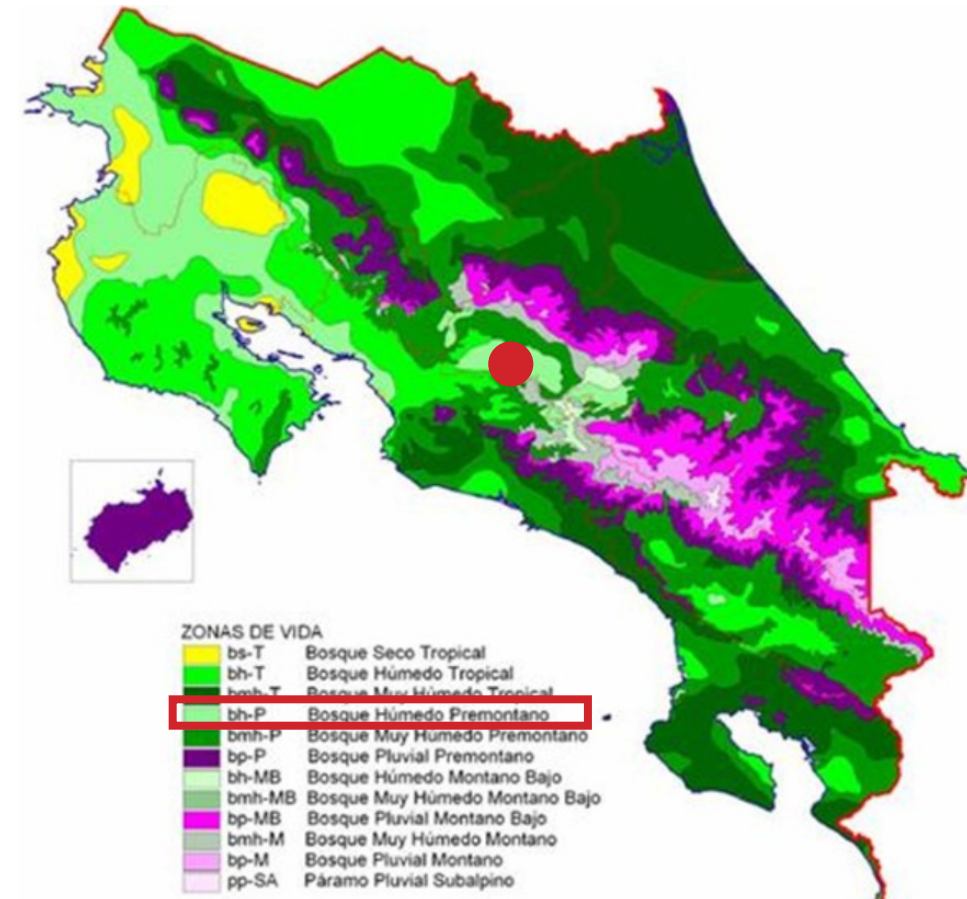 ZONAS DE VIDA
bs-T Bosque Seco Tropical
bh-T Bosque Húmedo Tropical
bmh-T Bosque Muy Húmedo Tropical
bh-P Bosque Húmedo Premontano
bmh-P Bosque Muy Húmedo Premontano
bp-P Bosque Pluvial Premontano
bh-MB Bosque Húmedo Montano Bajo
bmh-MB Bosque Muy Húmedo Montano Bajo
bp-MB Bosque Pluvial Montano Bajo
bmh-M Bosque Muy Húmedo Montano
bp-M Bosque Pluvial Montano
pp-SA Páramo Pluvial Subalpino